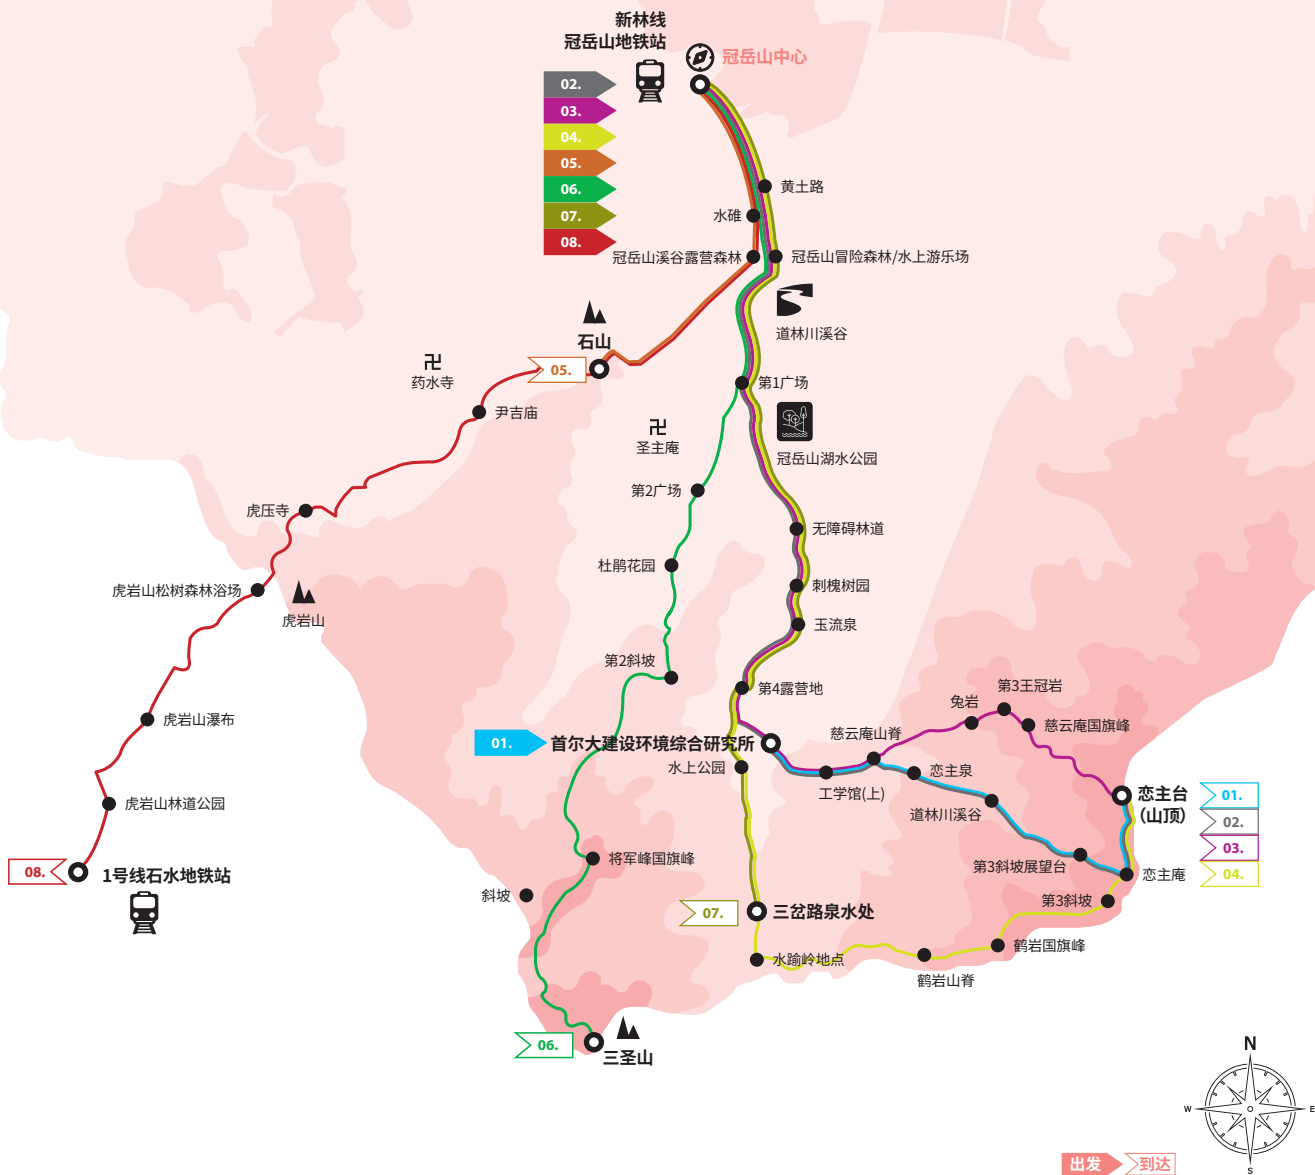 新林线
冠岳山地铁站
冠岳山中心
02.
03.
04.
05.
06.
07.
08.
黄土路
水碓
冠岳山溪谷露营森林
冠岳山冒险森林/水上游乐场
道林川溪谷
石山
05.
药水寺
尹吉庙
第1广场
圣主庵
冠岳山湖水公园
第2广场
虎压寺
无障碍林道
杜鹃花园
刺槐树园
虎岩山松树森林浴场
虎岩山
玉流泉
第2斜坡
第4露营地
第3王冠岩
兔岩
虎岩山瀑布
慈云庵国旗峰
慈云庵山脊
01.
首尔大建设环境综合研究所
水上公园
恋主泉
工学馆(上)
恋主台
(山顶)
01.
02.
03.
04.
虎岩山林道公园
道林川溪谷
将军峰国旗峰
第3斜坡展望台
恋主庵
08.
1号线石水地铁站
斜坡
第3斜坡
07.
三岔路泉水处
鹤岩国旗峰
水踰岭地点
鹤岩山脊
06.
三圣山
N
W
O
E
S
出发
到达